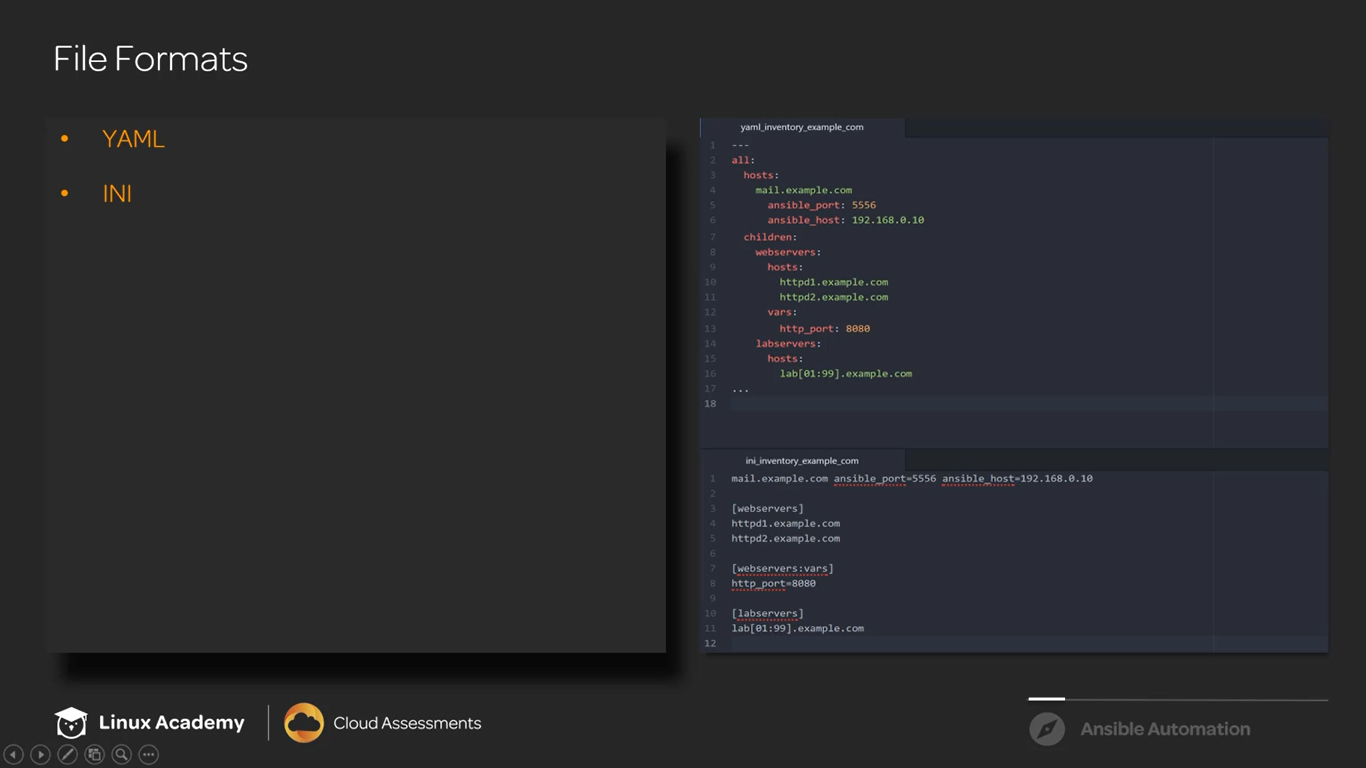 File Formats
• YAML
• INI
yaml_inventory_example_com
1 ---
2 all:
3   hosts:
4     mail.example.com
5       ansible_port: 5556
6       ansible_host: 192.168.0.10
7   children:
8     webservers:
9       hosts:
10         httpd1.example.com
11         httpd2.example.com
12       vars:
13         http_port: 8080
14     labservers:
15       hosts:
16         lab[01:99].example.com
17 ...
18
ini_inventory_example_com
1 mail.example.com ansible_port=5556 ansible_host=192.168.0.10
2
3 [webservers]
4 httpd1.example.com
5 httpd2.example.com
6
7 [webservers:vars]
8 http_port=8080
9
10 [labservers]
11 lab[01:99].example.com
12
Linux Academy
Cloud Assessments
Ansible Automation